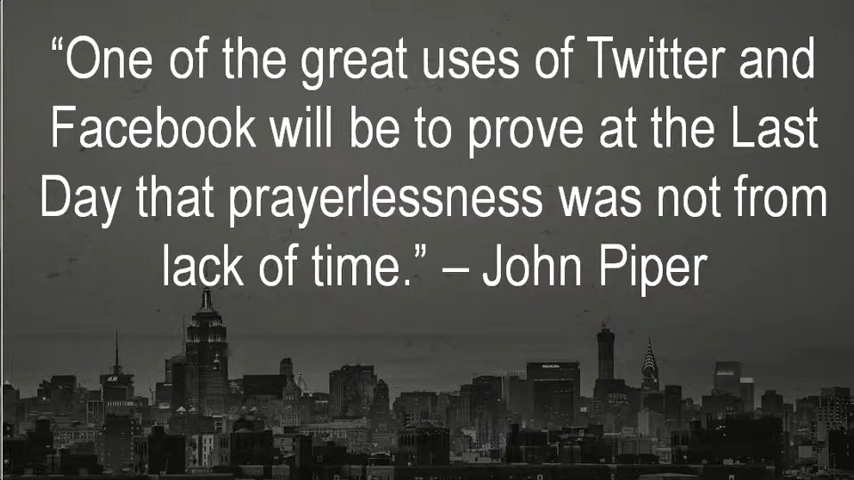 “One of the great uses of Twitter and
Facebook will be to prove at the Last
Day that prayerlessness was not from
lack of time.” – John Piper